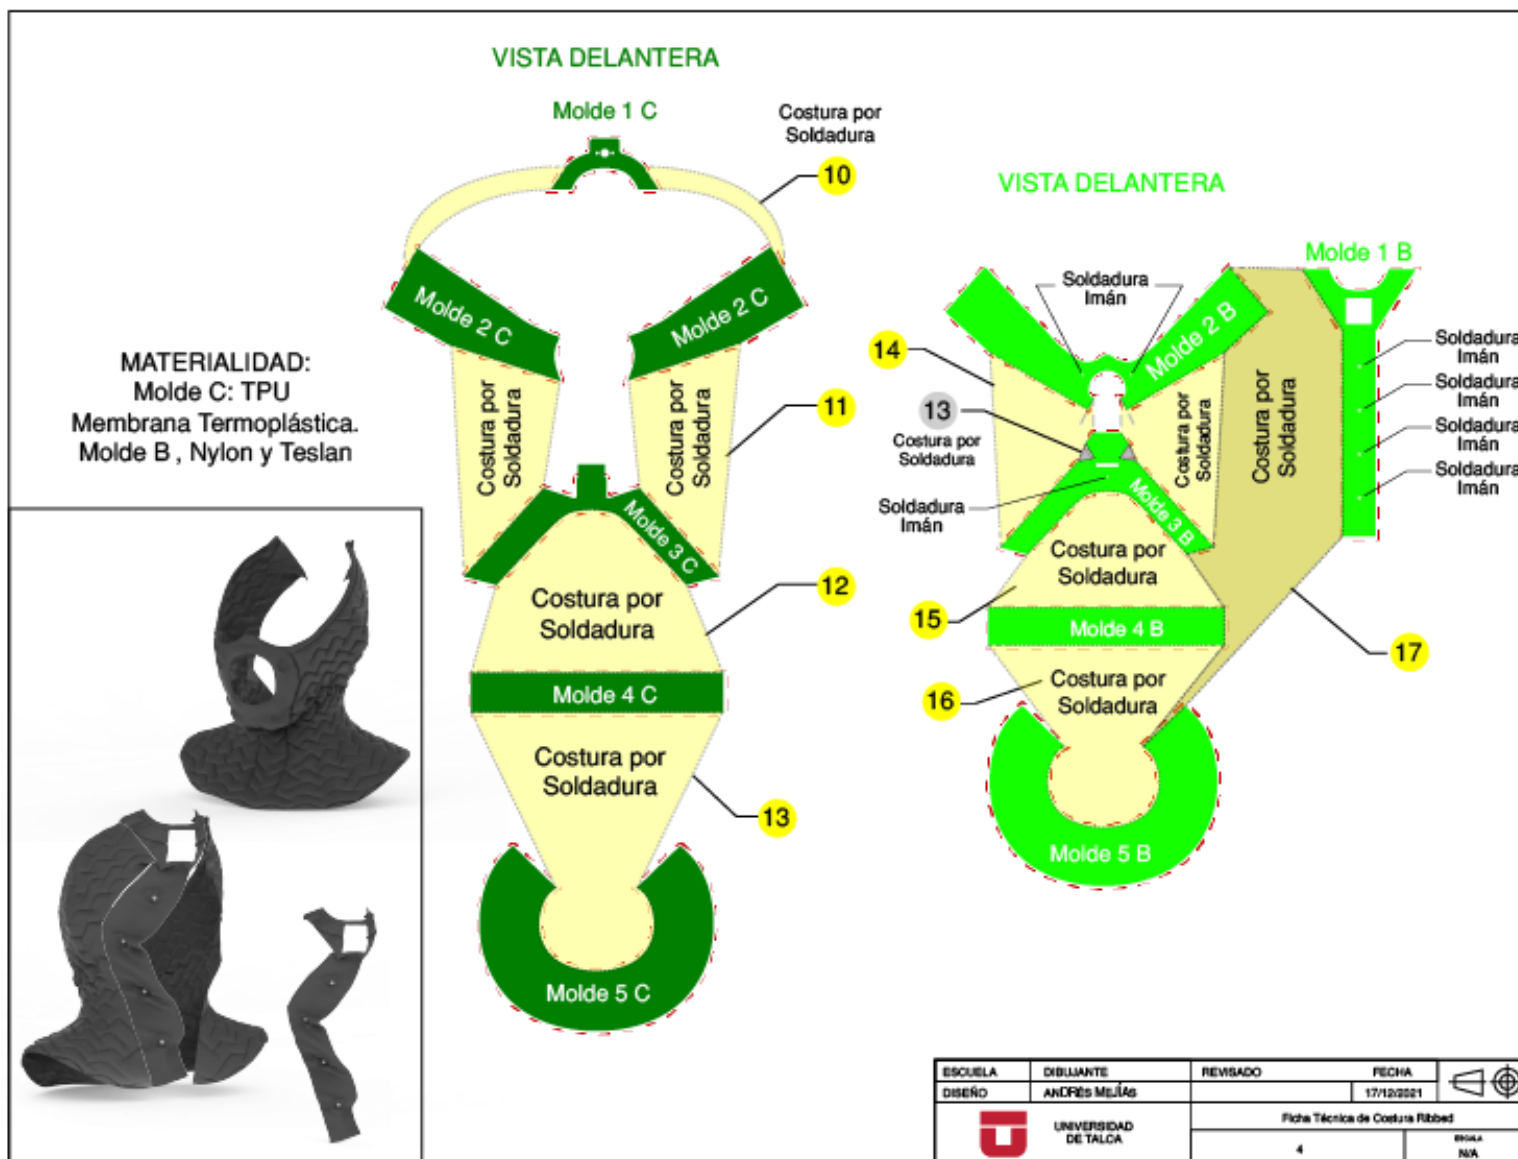 VISTA DELANTERA
Molde 1 C
Costura por
Soldadura
10
Molde 2 C
Molde 2 C
MATERIALIDAD:
Molde C: TPU
Membrana Termoplástica.
Molde B , Nylon y Teslan
Costura por
Soldadura
Costura por
Soldadura
11
Molde 3 C
Costura por
Soldadura
12
Molde 4 C
Costura por
Soldadura
13
Molde 5 C
VISTA DELANTERA
Molde 1 B
Soldadura
Imán
Molde 2 B
14
13
Costura por
Soldadura
Costura por
Soldadura
Costura por
Soldadura
Soldadura
Imán
Soldadura
Imán
Soldadura
Imán
Soldadura
Imán
Soldadura
Imán
Molde 3 B
Costura por
Soldadura
15
Molde 4 B
17
Costura por
Soldadura
16
Molde 5 B
ESCUELA
DIBUJANTE
REVISADO
FECHA
DISEÑO
ANDRÉS MEJÍAS
17/12/2021
UNIVERSIDAD
DE TALCA
Ficha Técnica de Costura Ribbed
4
ESCALA
N/A